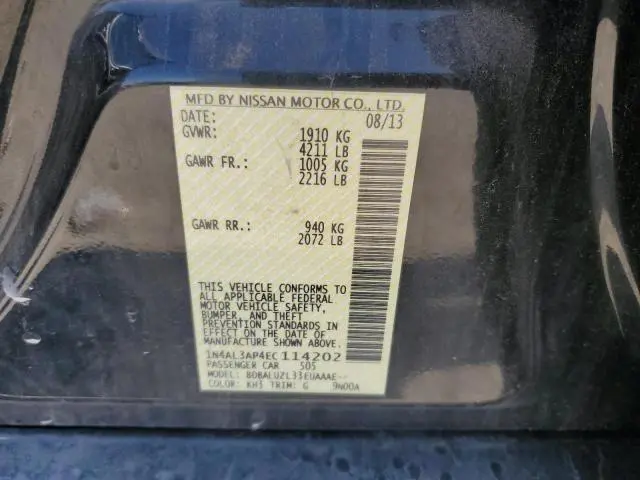 MFD BY NISSAN MOTOR CO., LTD.
DATE: 08/13
GVWR: 1910 KG
4211 LB
GAWR FR.: 1005 KG
2216 LB
GAWR RR.: 940 KG
2072 LB
THIS VEHICLE CONFORMS TO
ALL APPLICABLE FEDERAL
MOTOR VEHICLE SAFETY,
BUMPER, AND THEFT
PREVENTION STANDARDS IN
EFFECT ON THE DATE OF
MANUFACTURE SHOWN ABOVE.
1N4AL3AP4EC114202
PASSENGER CAR 505
MODEL: BDBALU2L33EUAAAE--
COLOR: KH3 TRIM: G 9N00A